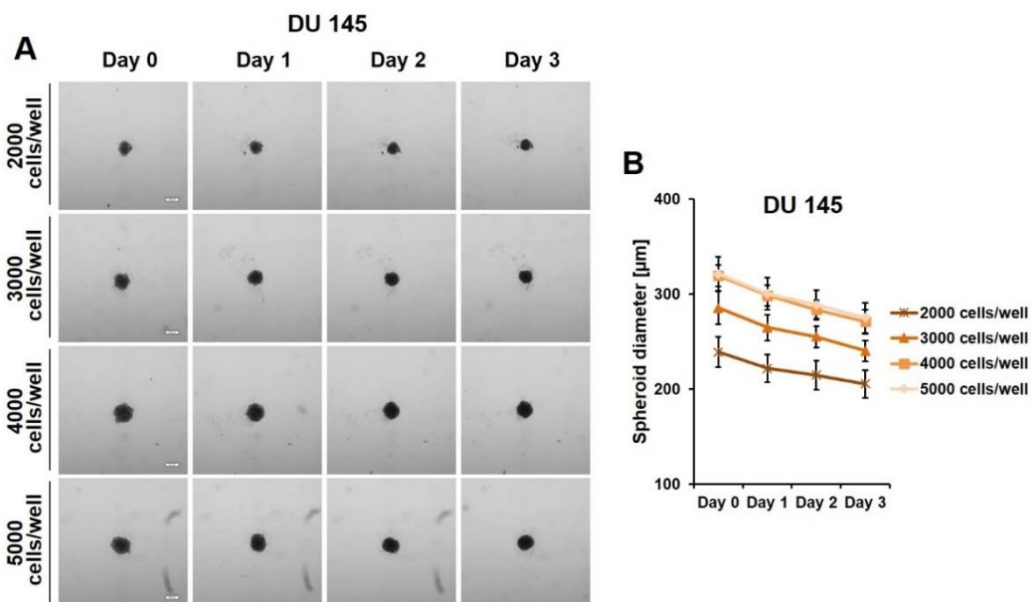 A
DU 145
Day 0
Day 1
Day 2
Day 3
2000
cells/well
3000
cells/well
4000
cells/well
5000
cells/well
B
DU 145
Spheroid diameter [µm]
400
300
200
100
Day 0
Day 1
Day 2
Day 3
2000 cells/well
3000 cells/well
4000 cells/well
5000 cells/well